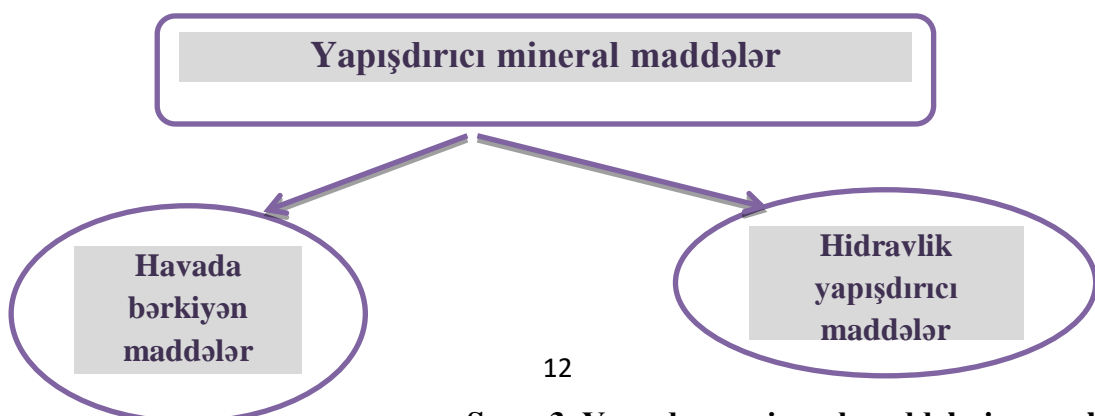 Yapışdırıcı mineral maddələr
Havada
bərkiyən
maddələr
Hidravlik
yapışdırıcı
maddələr
12